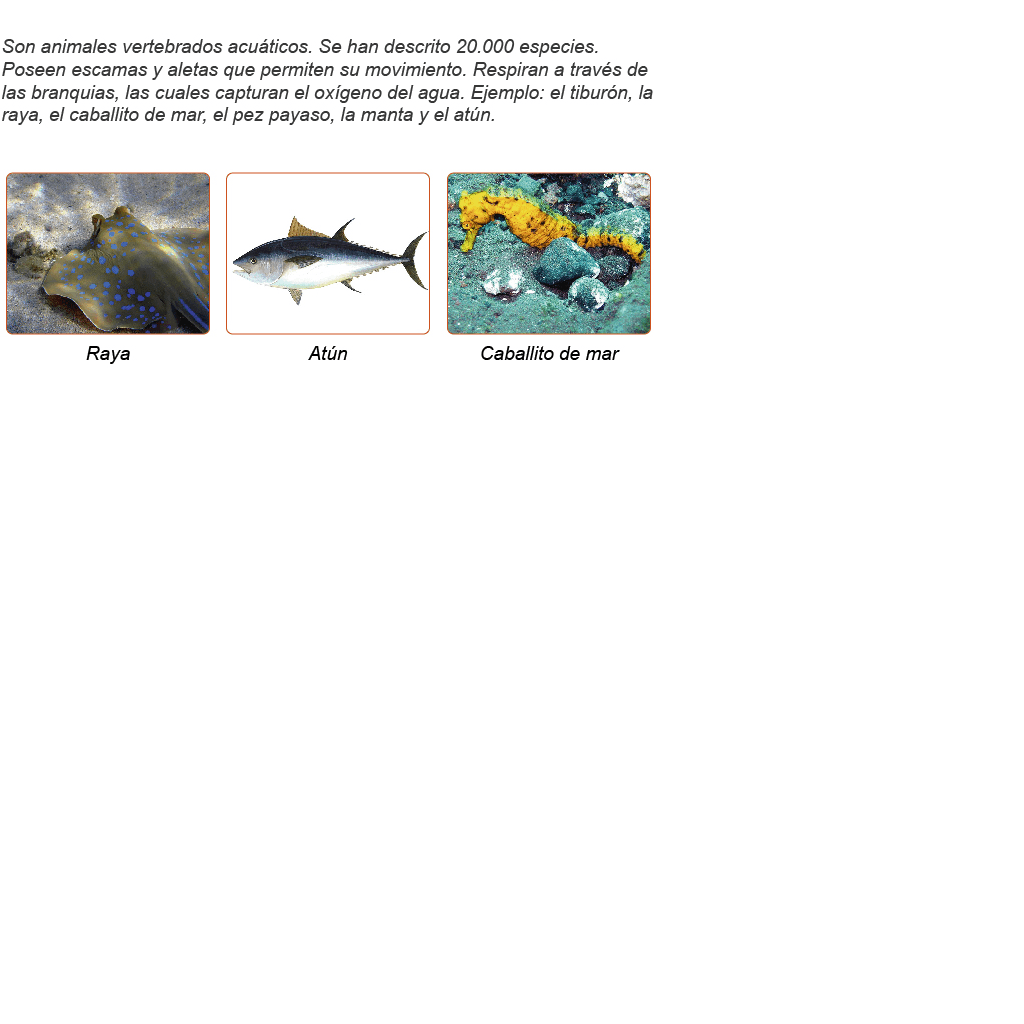 Son animales vertebrados acuáticos. Se han descrito 20.000 especies.
Poseen escamas y aletas que permiten su movimiento. Respiran a través de
las branquias, las cuales capturan el oxígeno del agua. Ejemplo: el tiburón, la
raya, el caballito de mar, el pez payaso, la manta y el atún.
Raya
Atún
Caballito de mar